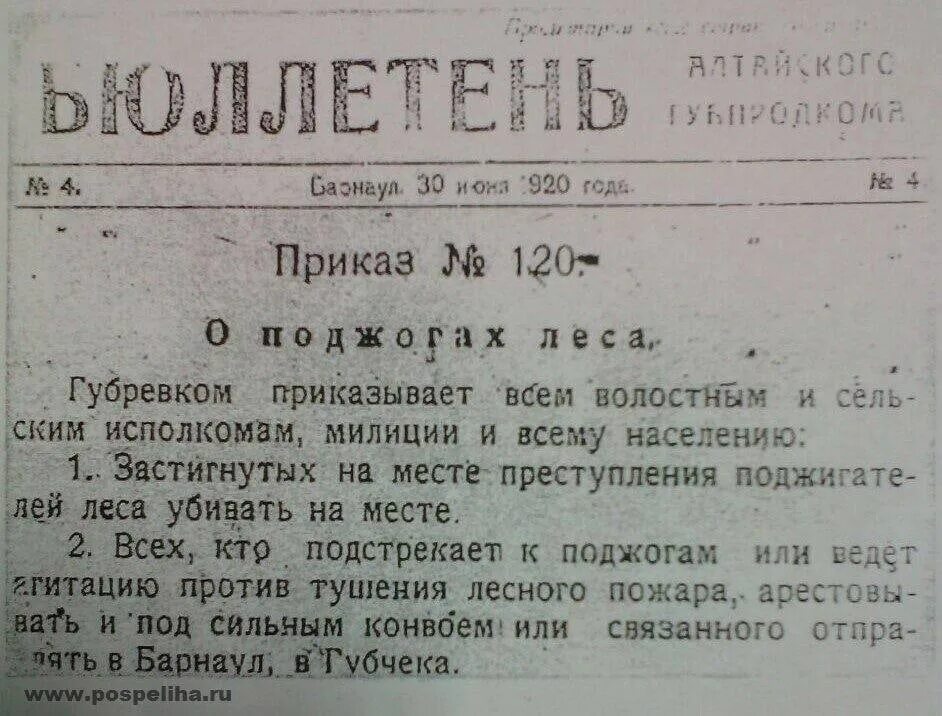 БЮЛЛЕТЕНЬ
АЛТАЙСКОГО
ГУБПРОДКОМА
№ 4. Барнаул. 30 июня 1920 года. № 4
Приказ № 120.-
О поджогах леса.
Губревком приказывает всем волостным и сель-
ским исполкомам, милиции и всему населению:
1. Застигнутых на месте преступления поджигате-
лей леса убивать на месте.
2. Всех, кто подстрекает к поджогам или ведет
агитацию против тушения лесного пожара, арестовы-
вать и под сильным конвоем или связанного отпра-
лять в Барнаул, в Губчека.
www.pospeliha.ru